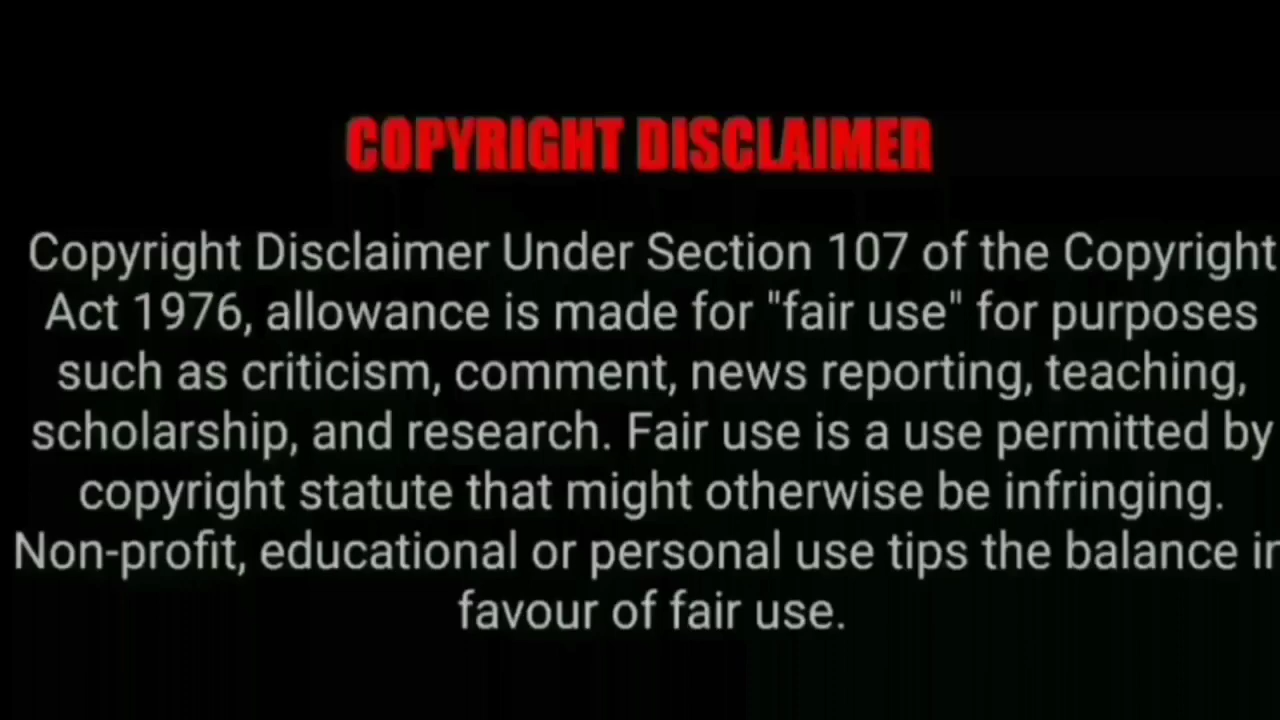 COPYRIGHT DISCLAIMER
Copyright Disclaimer Under Section 107 of the Copyright
Act 1976, allowance is made for "fair use" for purposes
such as criticism, comment, news reporting, teaching,
scholarship, and research. Fair use is a use permitted by
copyright statute that might otherwise be infringing.
Non-profit, educational or personal use tips the balance in
favour of fair use.